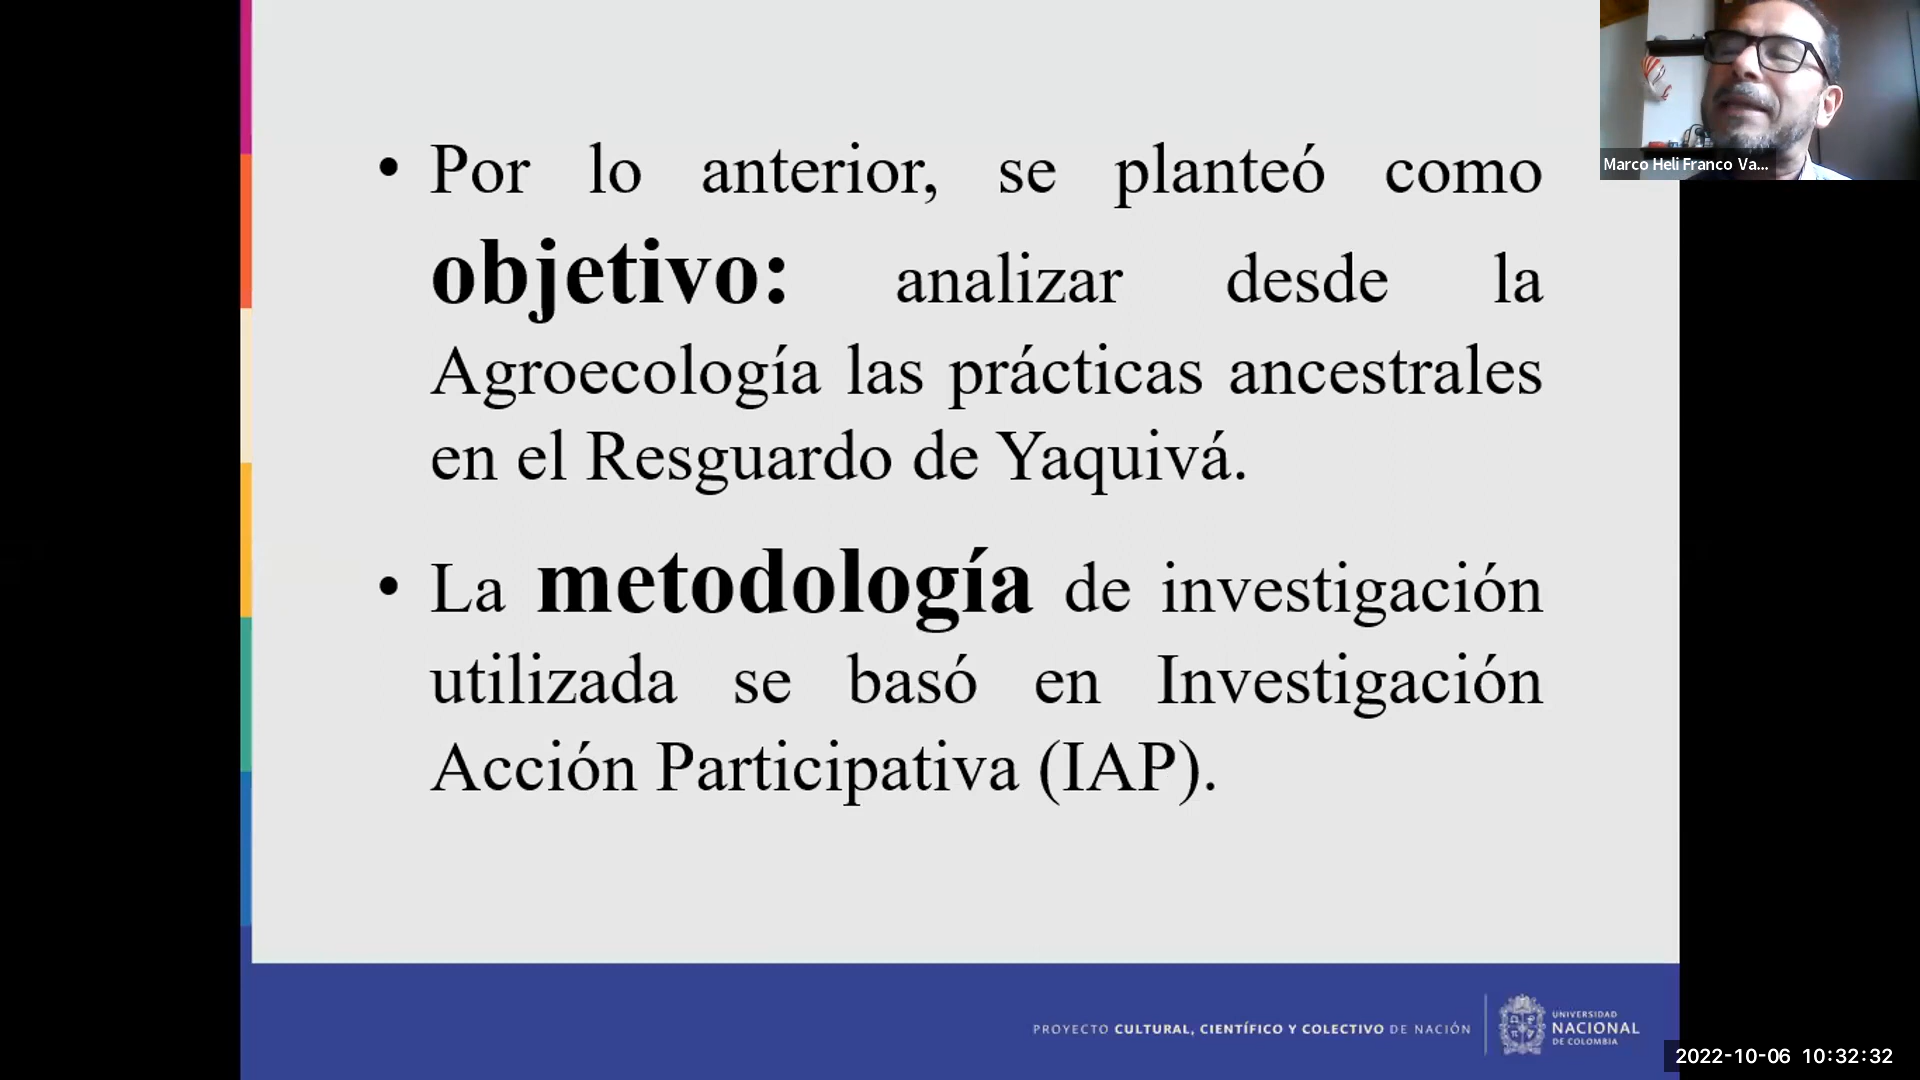 • Por lo anterior, se planteó como
objetivo: analizar desde la
Agroecología las prácticas ancestrales
en el Resguardo de Yaquivá.
• La metodología de investigación
utilizada se basó en Investigación
Acción Participativa (IAP).
Marco Heli Franco Va...
PROYECTO CULTURAL, CIENTÍFICO Y COLECTIVO DE NACIÓN
UNIVERSIDAD
NACIONAL
DE COLOMBIA
2022-10-06 10:32:32